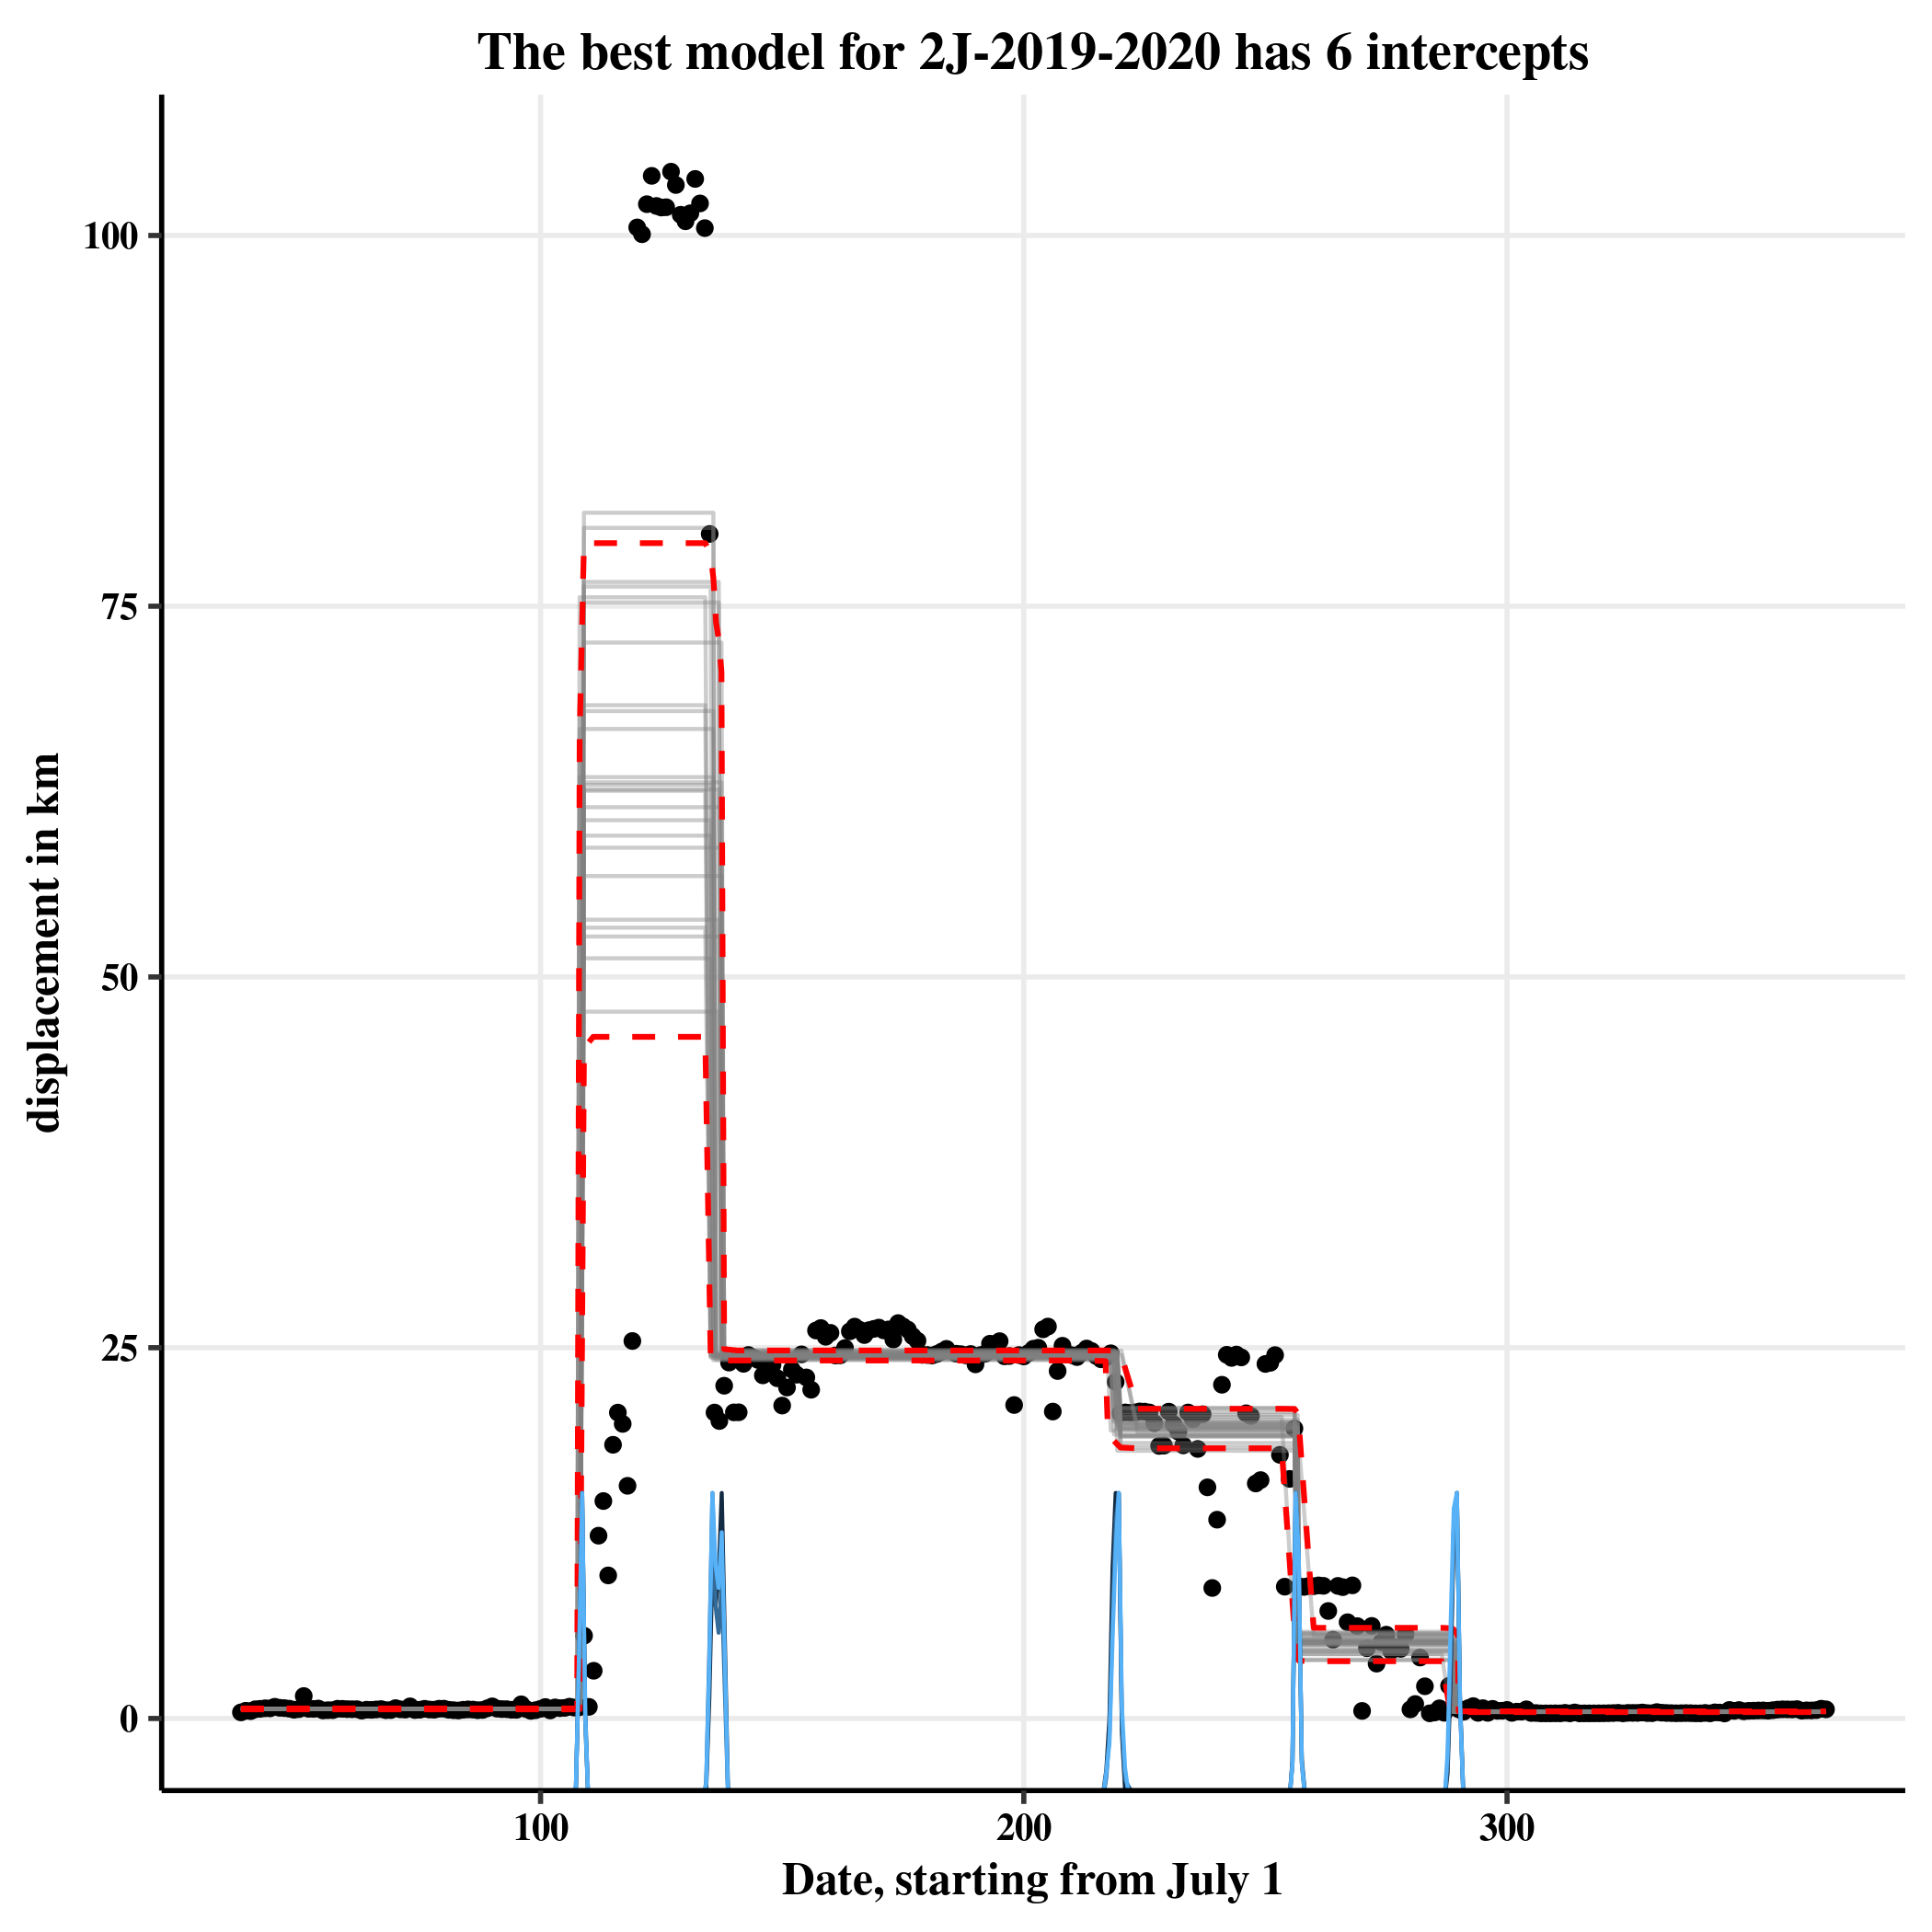 The best model for 2J-2019-2020 has 6 intercepts
displacement in km
100
75
50
25
0
100
200
300
Date, starting from July 1